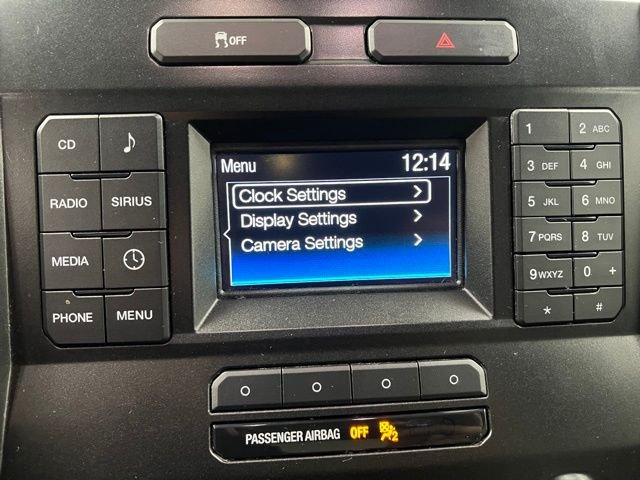 OFF
CD
RADIO SIRIUS
MEDIA
PHONE MENU
Menu 12:14
Clock Settings >
Display Settings >
Camera Settings >
1 2 ABC
3 DEF 4 GHI
5 JKL 6 MNO
7 PQRS 8 TUV
9 WXYZ 0 +
* #
PASSENGER AIRBAG OFF 2